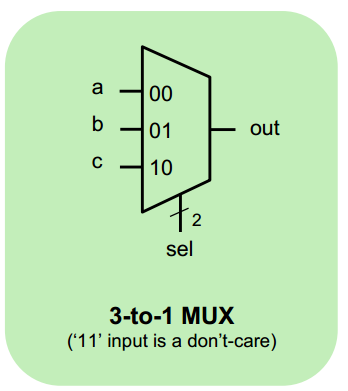 a
00
b
01
out
c
10
2
sel
3-to-1 MUX
(‘11’ input is a don’t-care)